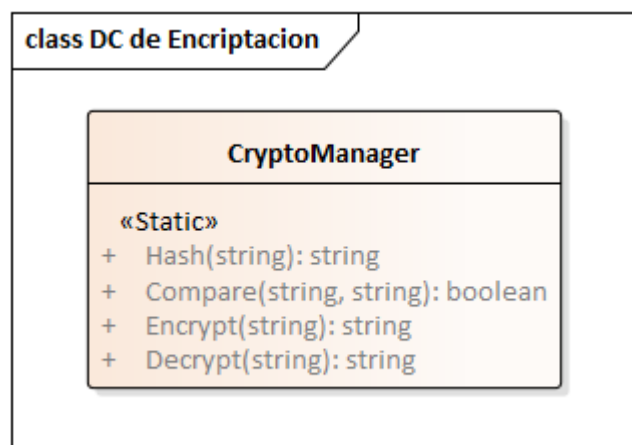 class DC de Encriptacion
CryptoManager
«Static»
+ Hash(string): string
+ Compare(string, string): boolean
+ Encrypt(string): string
+ Decrypt(string): string